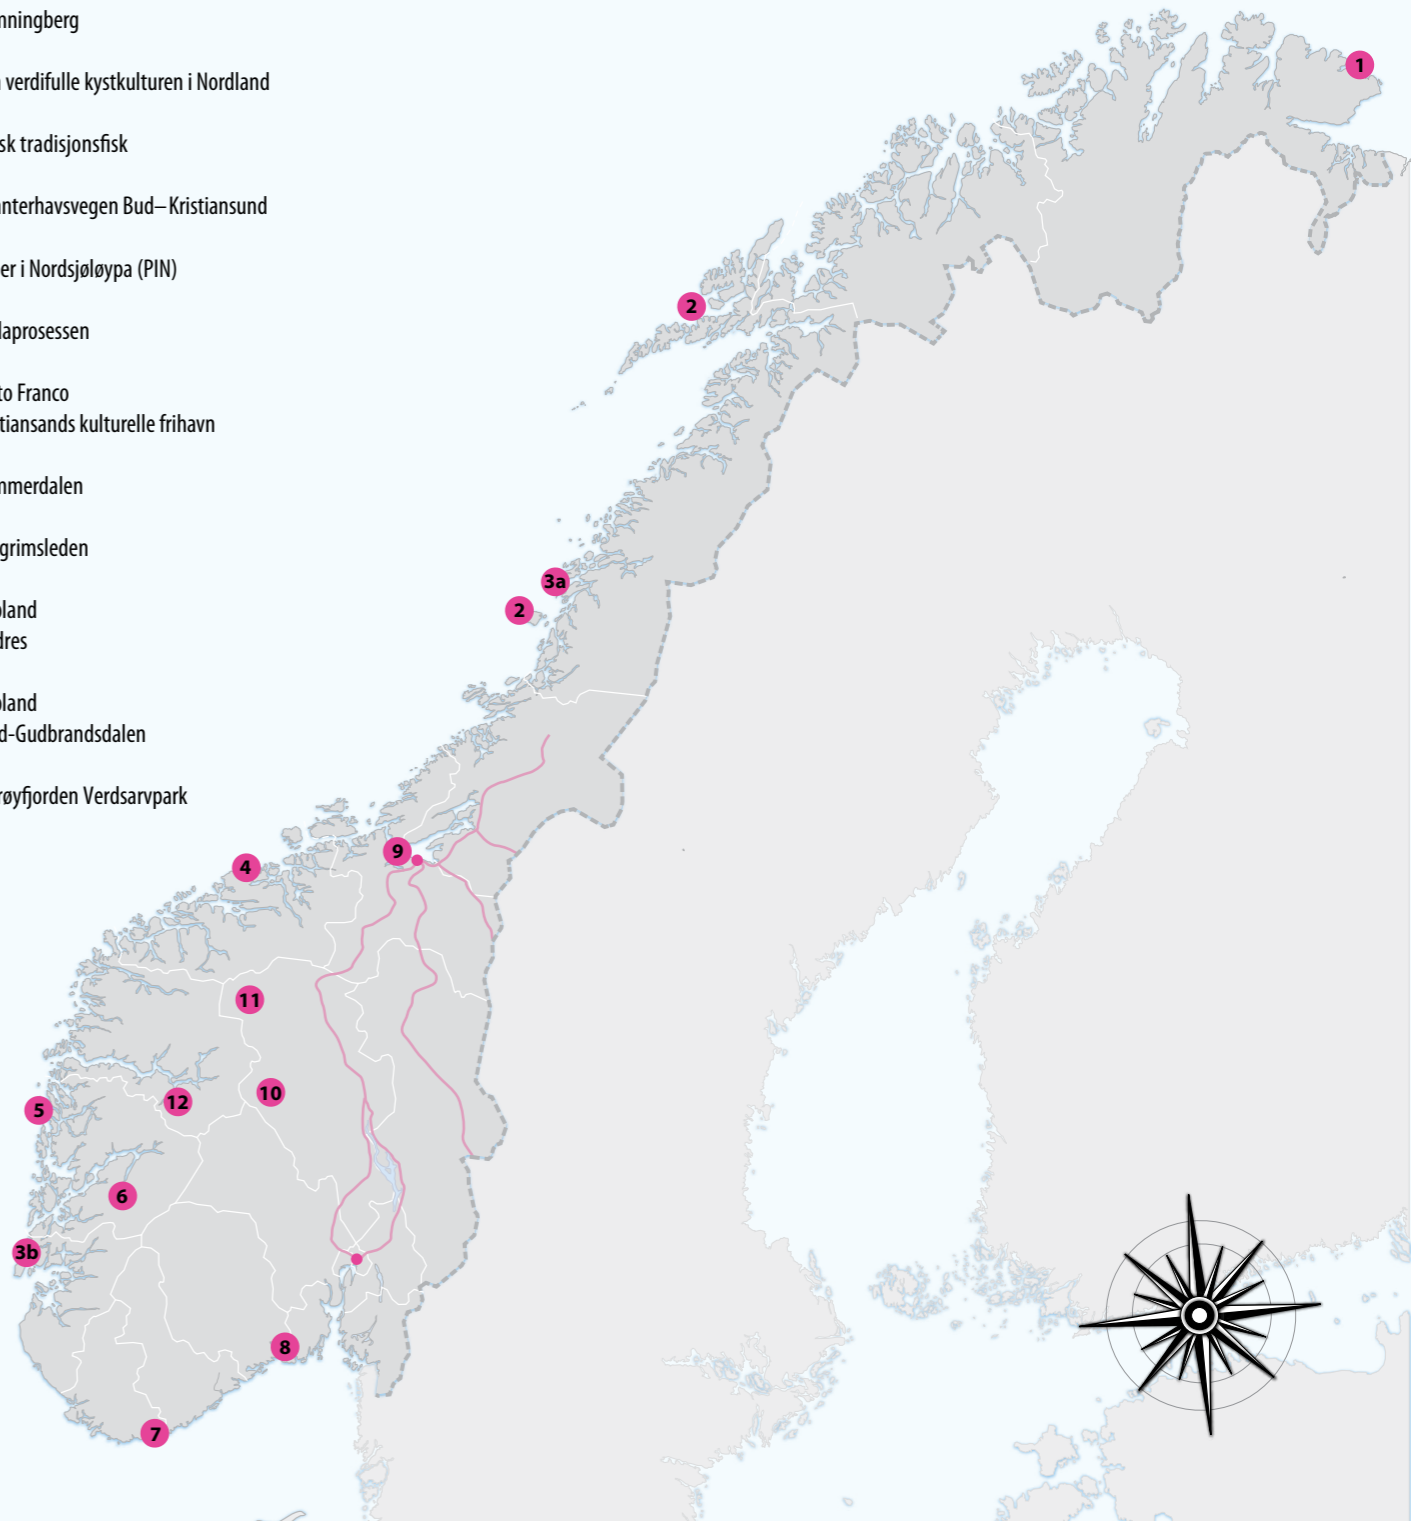 nningberg
verdifulle kystkulturen i Nordland
sk tradisjonsfisk
anterhavsvegen Bud–Kristiansund
er i Nordsjøløypa (PIN)
laprosessen
to Franco
tiansands kulturelle frihavn
mmerdalen
grimsleden
oland
dres
oland
d-Gudbrandsdalen
røyfjorden Verdsarvpark
1
2
3a
2
9
4
11
10
12
5
6
3b
8
7